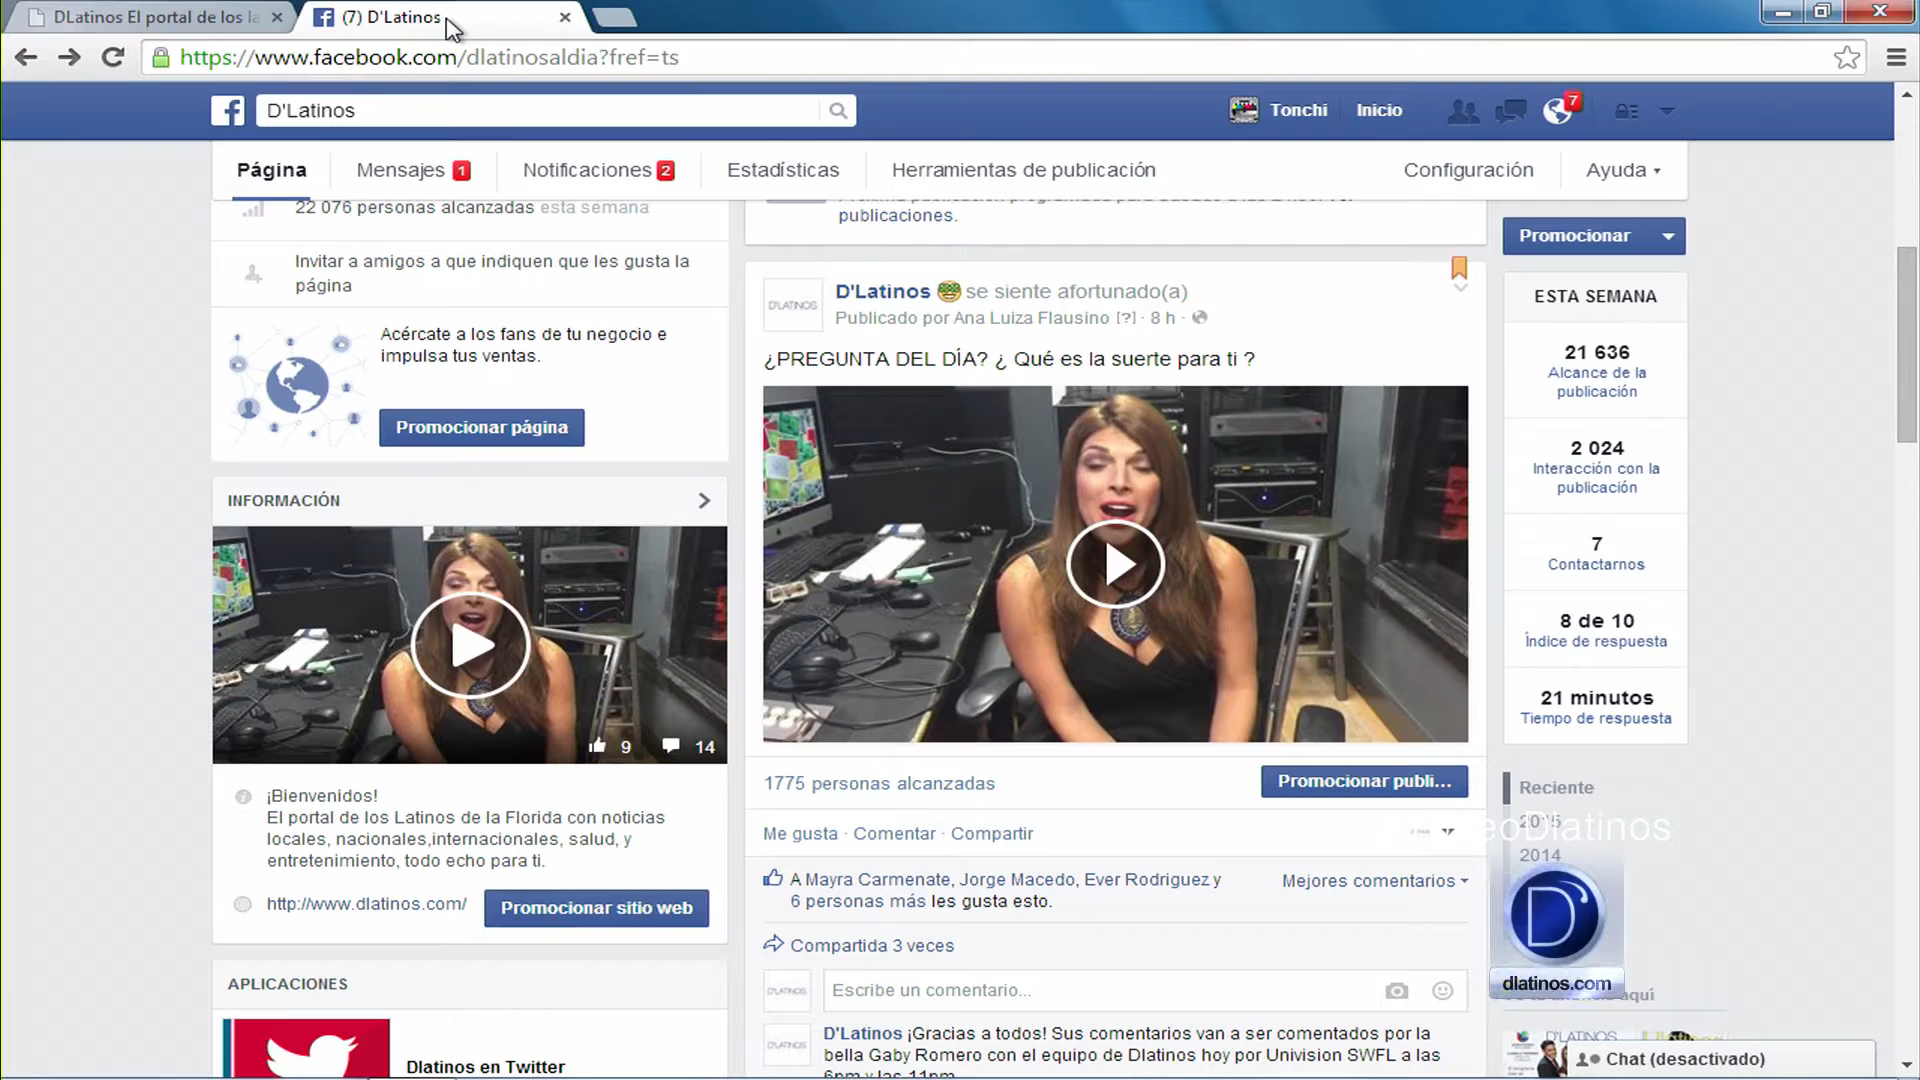 DLatinos El portal de los la
(7) D'Latinos
https://www.facebook.com/dlatinosaldia?fref=ts
D'Latinos
Tonchi
Inicio
7
Página
Mensajes 1
Notificaciones 2
Estadísticas
Herramientas de publicación
Configuración
Ayuda
22 076 personas alcanzadas esta semana
Invitar a amigos a que indiquen que les gusta la
página
Acércate a los fans de tu negocio e
impulsa tus ventas.
Promocionar página
INFORMACIÓN
9
14
¡Bienvenidos!
El portal de los Latinos de la Florida con noticias
locales, nacionales,internacionales, salud, y
entretenimiento, todo echo para ti.
http://www.dlatinos.com/
Promocionar sitio web
APLICACIONES
Dlatinos en Twitter
publicaciones.
D'LATINOS
D'Latinos se siente afortunado(a)
Publicado por Ana Luiza Flausino [?] · 8 h ·
¿PREGUNTA DEL DÍA? ¿ Qué es la suerte para ti ?
1775 personas alcanzadas
Promocionar publi...
Me gusta · Comentar · Compartir
A Mayra Carmenate, Jorge Macedo, Ever Rodriguez y
6 personas más les gusta esto.
Mejores comentarios
Compartida 3 veces
D'LATINOS
Escribe un comentario...
D'LATINOS
D'Latinos ¡Gracias a todos! Sus comentarios van a ser comentados por la
bella Gaby Romero con el equipo de Dlatinos hoy por Univision SWFL a las
6pm y las 11pm
Promocionar
ESTA SEMANA
21 636
Alcance de la
publicación
2 024
Interacción con la
publicación
7
Contactarnos
8 de 10
Índice de respuesta
21 minutos
Tiempo de respuesta
Reciente
2015
eoDlatinos
2014
D'
dlatinos.com
aquí
D'LATINOS
Chat (desactivado)